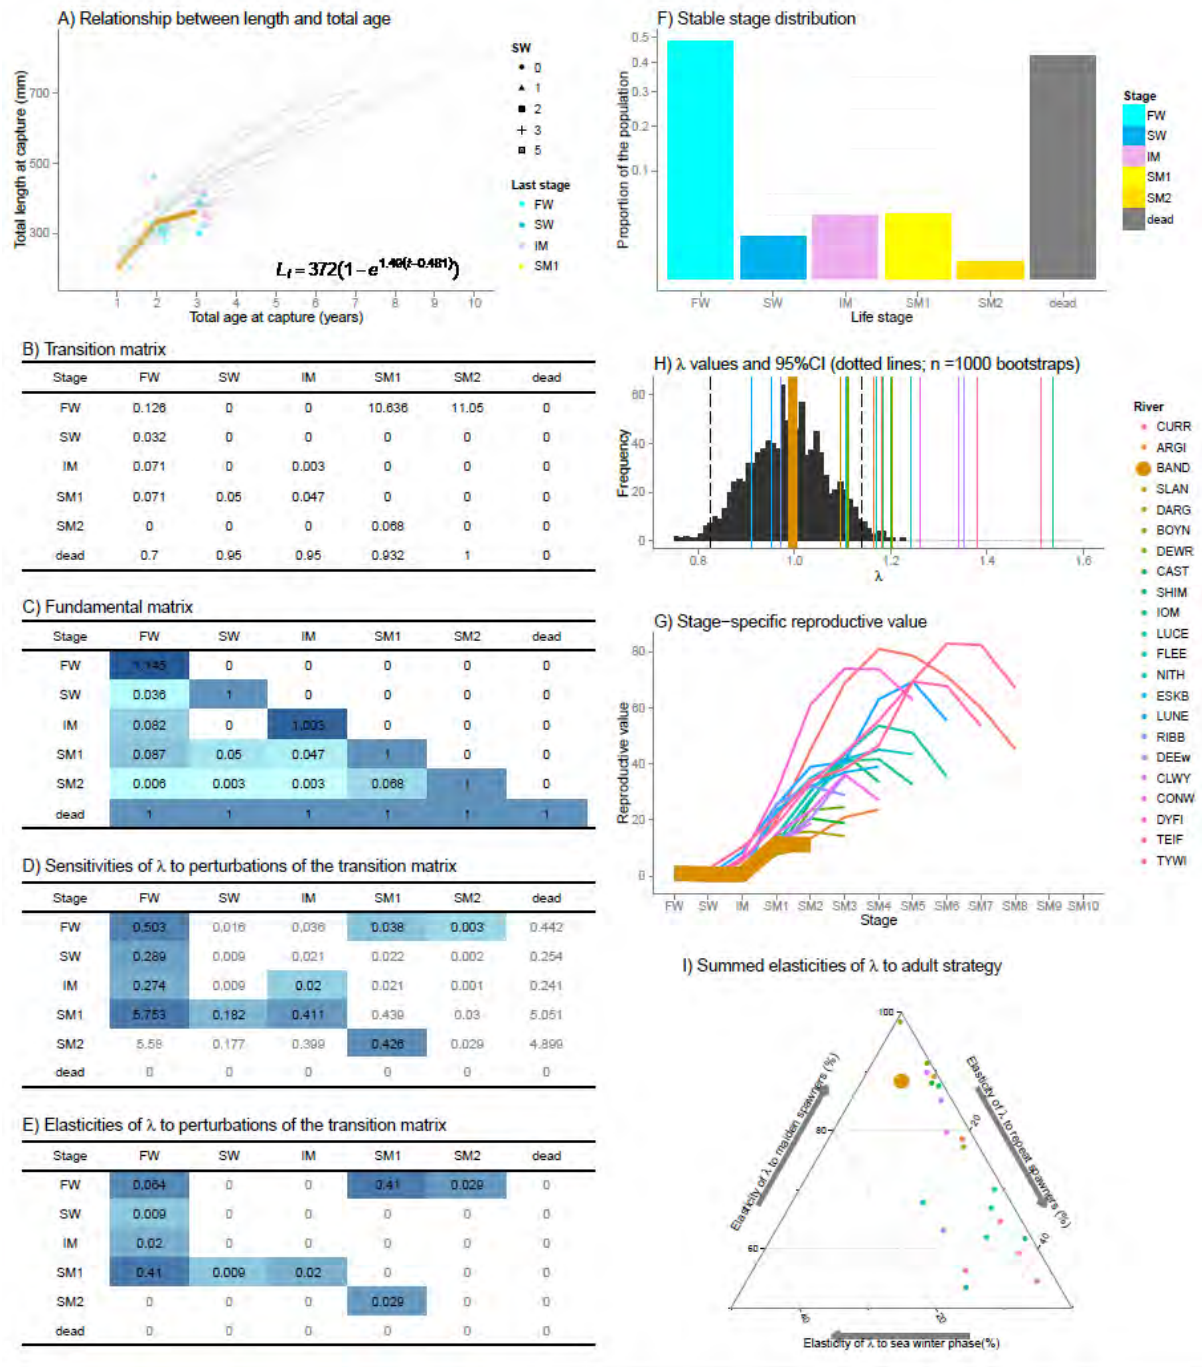 A) Relationship between length and total age
Total length at capture (mm)
700
500
300
1 2 3 4 5 6 7 8 9 10
Total age at capture (years)
Lt = 372(1−e^1.49(t−0.481))
SW
0
1
2
3
5
Last stage
FW
SW
IM
SM1
F) Stable stage distribution
Proportion of the population
0.5
0.4
0.3
0.2
0.1
FW SW IM SM1 SM2 dead
Life stage
Stage
FW
SW
IM
SM1
SM2
dead
B) Transition matrix
Stage FW SW IM SM1 SM2 dead
FW 0.126 0 0 10.636 11.05 0
SW 0.032 0 0 0 0 0
IM 0.071 0 0.003 0 0 0
SM1 0.071 0.05 0.047 0 0 0
SM2 0 0 0 0.068 0 0
dead 0.7 0.95 0.95 0.932 1 0
H) λ values and 95%CI (dotted lines; n =1000 bootstraps)
Frequency
60
40
20
0
0.8 1.0 1.2 1.4 1.6
λ
River
CURR
ARGI
BAND
SLAN
DARG
BOYN
DEWR
CAST
SHIM
IOM
LUCE
FLEE
NITH
ESKB
LUNE
RIBB
DEEw
CLWY
CONW
DYFI
TEIF
TYWI
C) Fundamental matrix
Stage FW SW IM SM1 SM2 dead
FW 1.145 0 0 0 0 0
SW 0.036 1 0 0 0 0
IM 0.082 0 1.003 0 0 0
SM1 0.087 0.05 0.047 1 0 0
SM2 0.006 0.003 0.003 0.068 1 0
dead 1 1 1 1 1 1
G) Stage−specific reproductive value
Reproductive value
80
60
40
20
0
FW SW IM SM1 SM2 SM3 SM4 SM5 SM6 SM7 SM8 SM9 SM10
Stage
D) Sensitivities of λ to perturbations of the transition matrix
Stage FW SW IM SM1 SM2 dead
FW 0.503 0.016 0.036 0.038 0.003 0.442
SW 0.289 0.009 0.021 0.022 0.002 0.254
IM 0.274 0.009 0.02 0.021 0.001 0.241
SM1 5.753 0.182 0.411 0.439 0.03 5.051
SM2 5.58 0.177 0.399 0.426 0.029 4.899
dead 0 0 0 0 0 0
E) Elasticities of λ to perturbations of the transition matrix
Stage FW SW IM SM1 SM2 dead
FW 0.064 0 0 0.41 0.029 0
SW 0.009 0 0 0 0 0
IM 0.02 0 0 0 0 0
SM1 0.41 0.009 0.02 0 0 0
SM2 0 0 0 0.029 0 0
dead 0 0 0 0 0 0
I) Summed elasticities of λ to adult strategy
Elasticity of λ to maiden spawners (%)
Elasticity of λ to repeat spawners (%)
100
80
60
20
40
40
20
Elasticity of λ to sea winter phase(%)